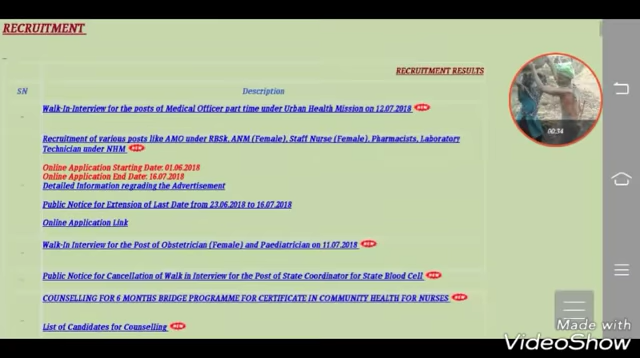 RECRUITMENT
RECRUITMENT RESULTS
SN Description
Walk-In-Interview for the posts of Medical Officer part time under Urban Health Mission on 12.07.2018 NEW
Recruitment of various posts like AMO under RBSk, ANM (Female), Staff Nurse (Female), Pharmacists, Laboratory
Technician under NHM NEW
Online Application Starting Date: 01.06.2018
Online Application End Date: 16.07.2018
Detailed Information regrading the Advertisement
Public Notice for Extension of Last Date from 23.06.2018 to 16.07.2018
Online Application Link
Walk-In Interview for the Post of Obstetrician (Female) and Paediatrician on 11.07.2018 NEW
Public Notice for Cancellation of Walk in Interview for the Post of State Coordinator for State Blood Cell NEW
COUNSELLING FOR 6 MONTHS BRIDGE PROGRAMME FOR CERTIFICATE IN COMMUNITY HEALTH FOR NURSES NEW
List of Candidates for Counselling NEW
00:14
Made with
VideoShow